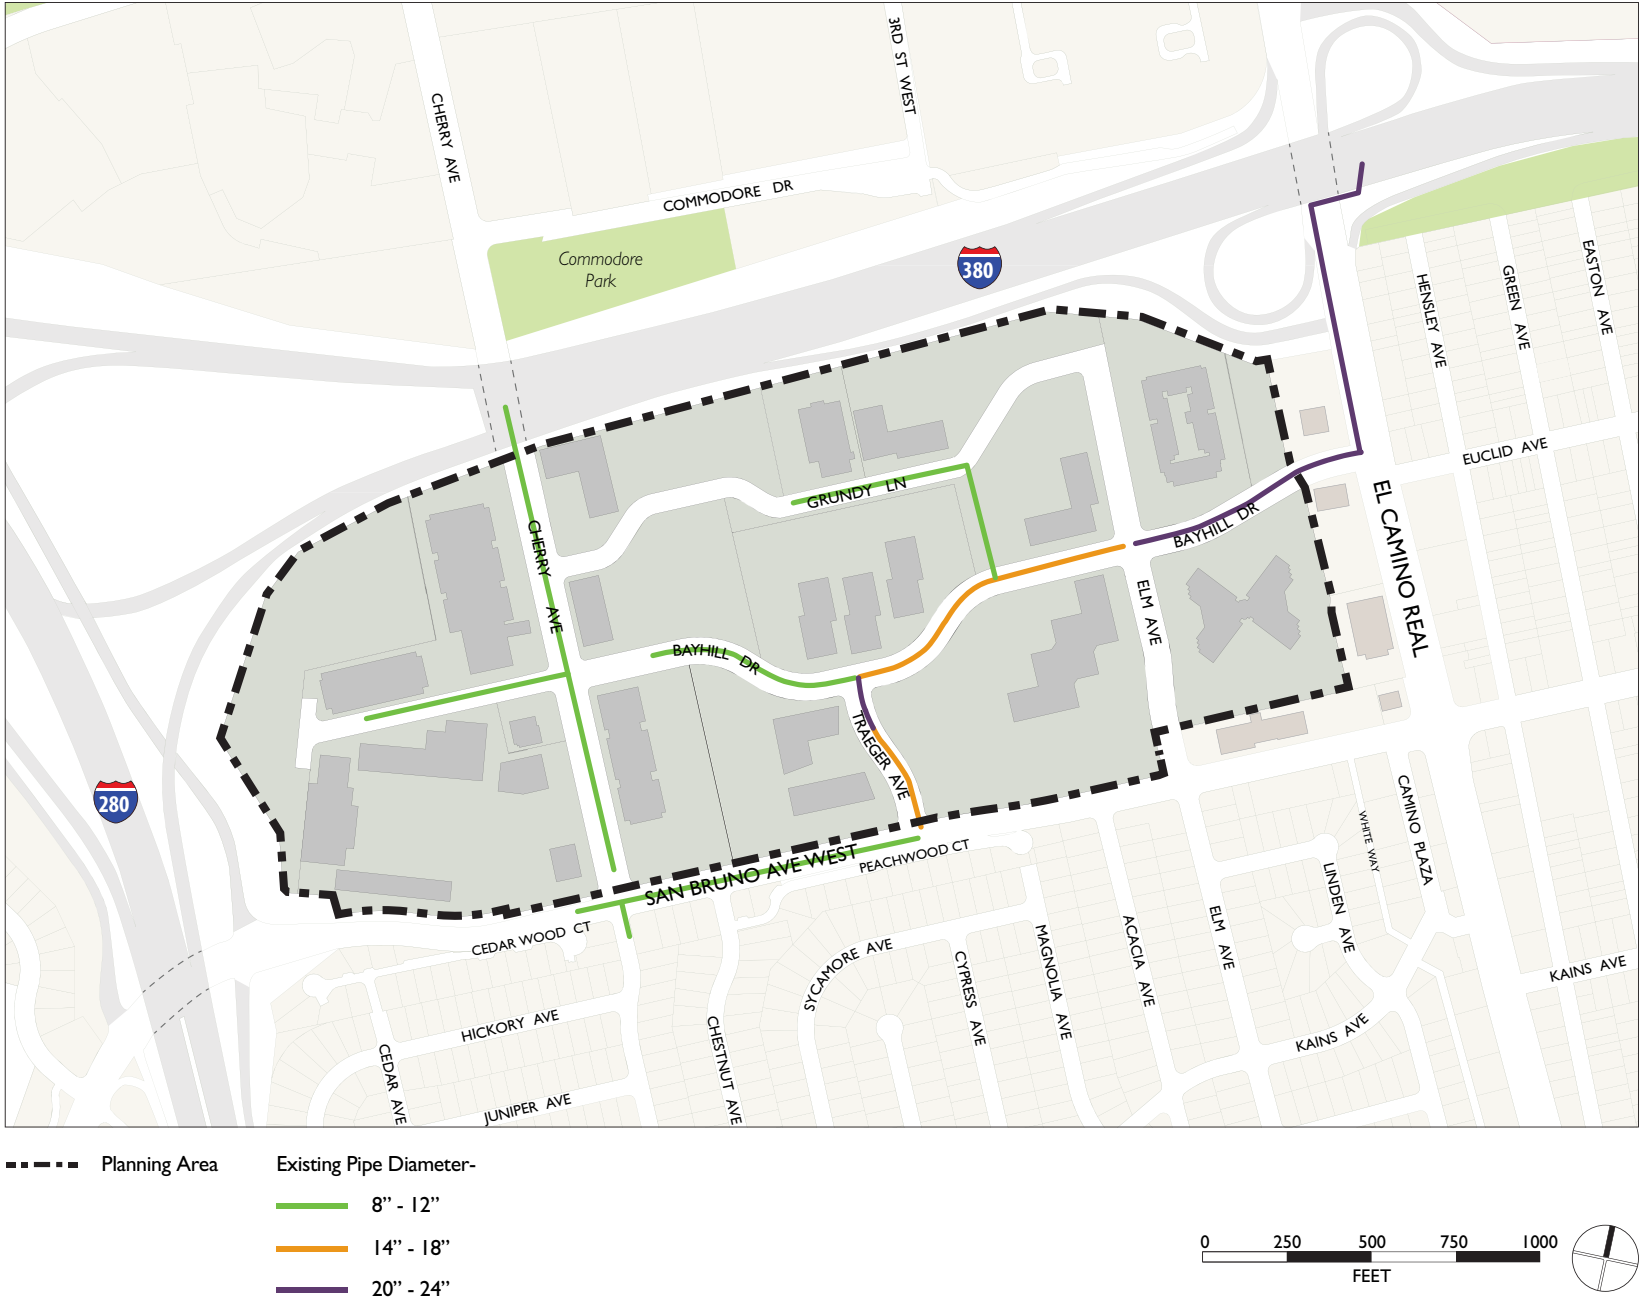 3RD ST WEST
CHERRY AVE
COMMODORE DR
Commodore
Park
380
HENSLEY AVE
GREEN AVE
EASTON AVE
EUCLID AVE
GRUNDY LN
BAYHILL DR
EL CAMINO REAL
CHERRY AVE
ELM AVE
BAYHILL DR
TRAEGER AVE
280
SAN BRUNO AVE WEST
PEACHWOOD CT
CEDAR WOOD CT
WHITE WAY
CAMINO PLAZA
LINDEN AVE
SYCAMORE AVE
CYPRESS AVE
MAGNOLIA AVE
ACACIA AVE
ELM AVE
KAINS AVE
KAINS AVE
HICKORY AVE
CEDAR AVE
CHESTNUT AVE
JUNIPER AVE
Planning Area
Existing Pipe Diameter-
8” - 12”
14” - 18”
20” - 24”
0 250 500 750 1000
FEET